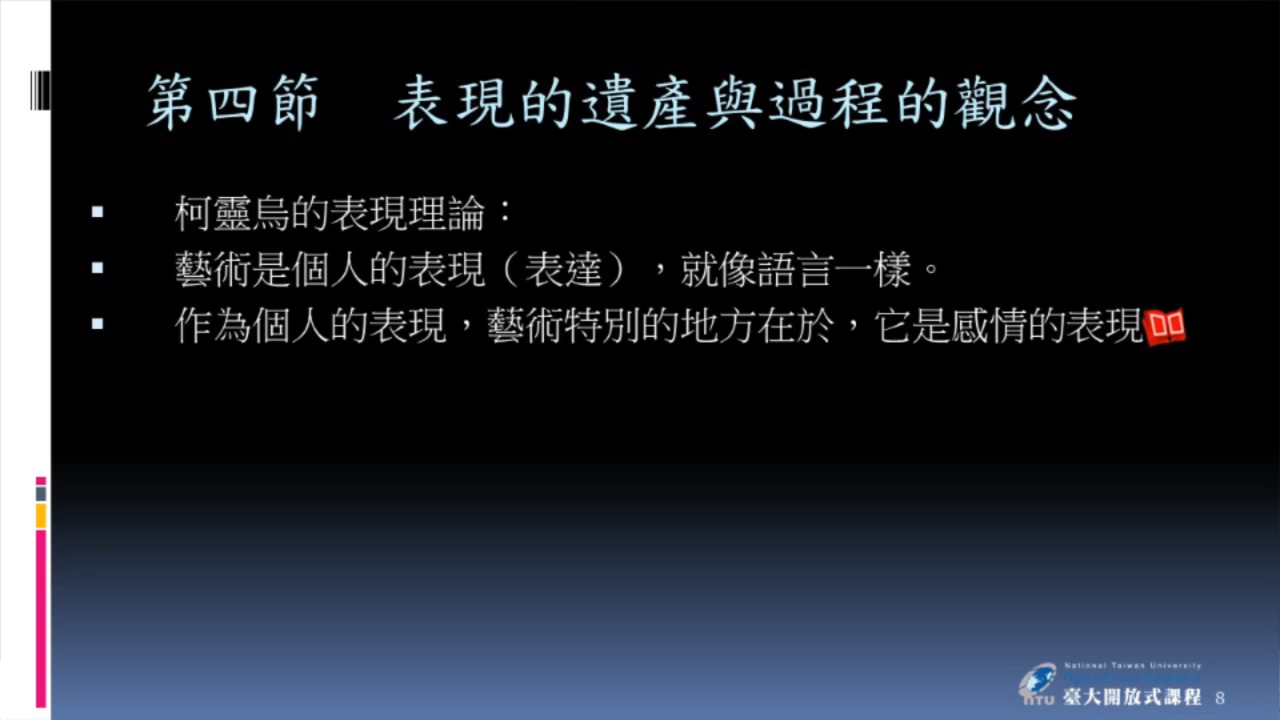 第四節　表現的遺產與過程的觀念
柯靈烏的表現理論：
藝術是個人的表現（表達），就像語言一樣。
作為個人的表現，藝術特別的地方在於，它是感情的表現
National Taiwan University
NTU 臺大開放式課程 8